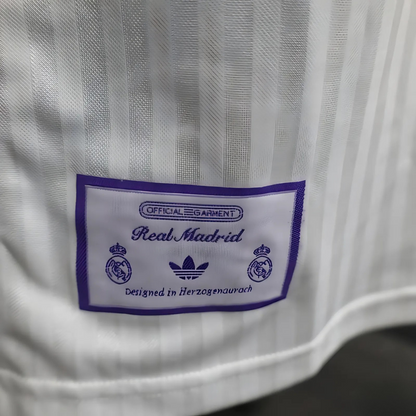 OFFICIAL GARMENT
Real Madrid
Designed in Herzogenaurach